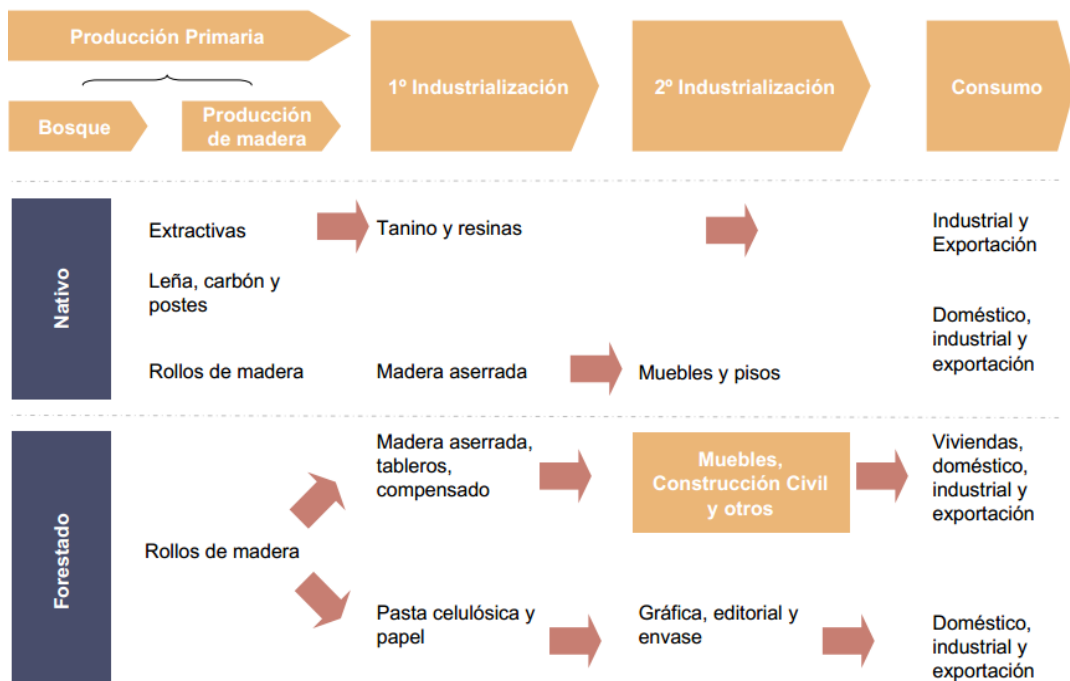 Producción Primaria
Bosque
Producción
de madera
1º Industrialización
2º Industrialización
Consumo
Nativo
Extractivas
Tanino y resinas
Industrial y
Exportación
Leña, carbón y
postes
Rollos de madera
Madera aserrada
Muebles y pisos
Doméstico,
industrial y
exportación
Forestado
Rollos de madera
Madera aserrada,
tableros,
compensado
Muebles,
Construcción Civil
y otros
Viviendas,
doméstico,
industrial y
exportación
Pasta celulósica y
papel
Gráfica, editorial y
envase
Doméstico,
industrial y
exportación